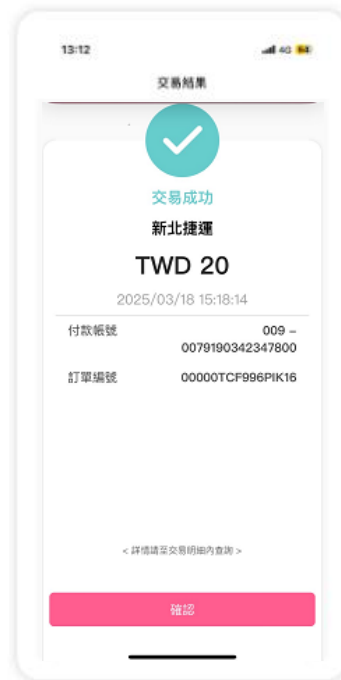 13:12
4G 64
交易結果
交易成功
新北捷運
TWD 20
2025/03/18 15:18:14
付款帳號 009 –
0079190342347800
訂單編號 00000TCF996PIK16
< 詳情請至交易明細內查詢 >
確認